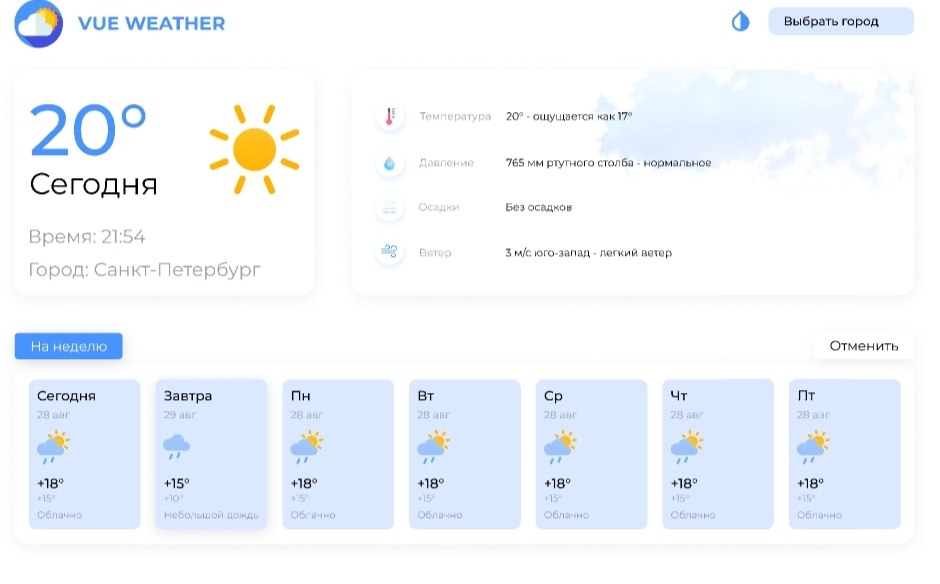 VUE WEATHER
Выбрать город
20°
Сегодня
Время: 21:54
Город: Санкт-Петербург
Температура 20° - ощущается как 17°
Давление 765 мм ртутного столба - нормальное
Осадки Без осадков
Ветер 3 м/с юго-запад - легкий ветер
На неделю
Отменить
Сегодня
28 авг
+18°
+15°
Облачно
Завтра
29 авг
+15°
+10°
Небольшой дождь
Пн
28 авг
+18°
+15°
Облачно
Вт
28 авг
+18°
+15°
Облачно
Ср
28 авг
+18°
+15°
Облачно
Чт
28 авг
+18°
+15°
Облачно
Пт
28 авг
+18°
+15°
Облачно